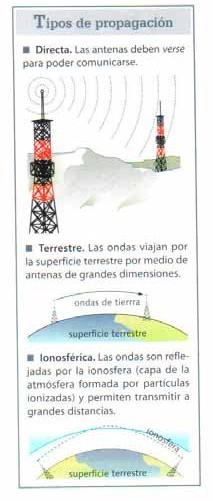 Tipos de propagación
■ Directa. Las antenas deben verse
para poder comunicarse.
■ Terrestre. Las ondas viajan por
la superficie terrestre por medio de
antenas de grandes dimensiones.
ondas de tierrra
superficie terrestre
■ Ionosférica. Las ondas son refle-
jadas por la ionosfera (capa de la
atmósfera formada por partículas
ionizadas) y permiten transmitir a
grandes distancias.
ionosfera
superficie terrestre